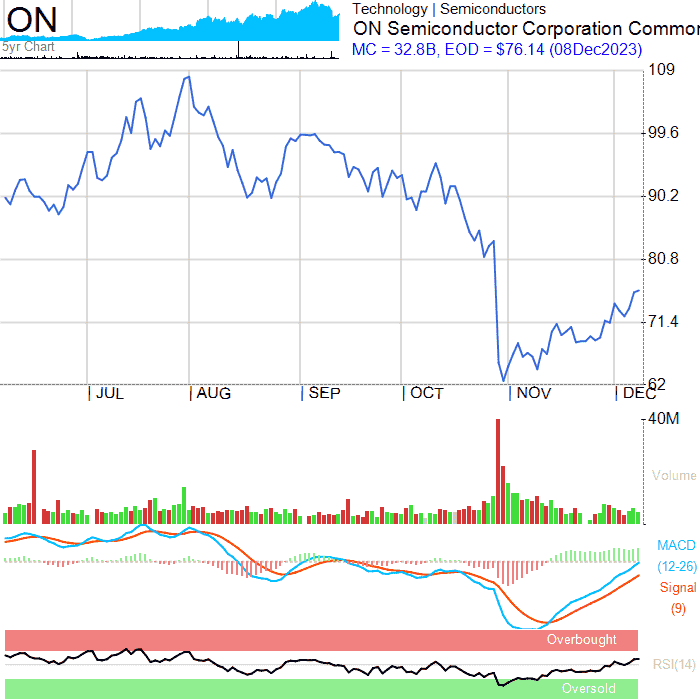 ON
5yr Chart
Technology | Semiconductors
ON Semiconductor Corporation Common
MC = 32.8B, EOD = $76.14 (08Dec2023)
109
99.6
90.2
80.8
71.4
62
JUL AUG SEP OCT NOV DEC
40M
Volume
MACD
(12-26)
Signal
(9)
Overbought
RSI(14)
Oversold